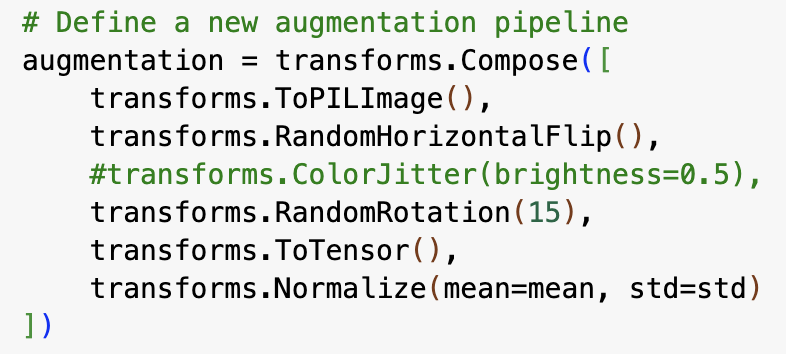 # Define a new augmentation pipeline
augmentation = transforms.Compose([
    transforms.ToPILImage(),
    transforms.RandomHorizontalFlip(),
    #transforms.ColorJitter(brightness=0.5),
    transforms.RandomRotation(15),
    transforms.ToTensor(),
    transforms.Normalize(mean=mean, std=std)
])